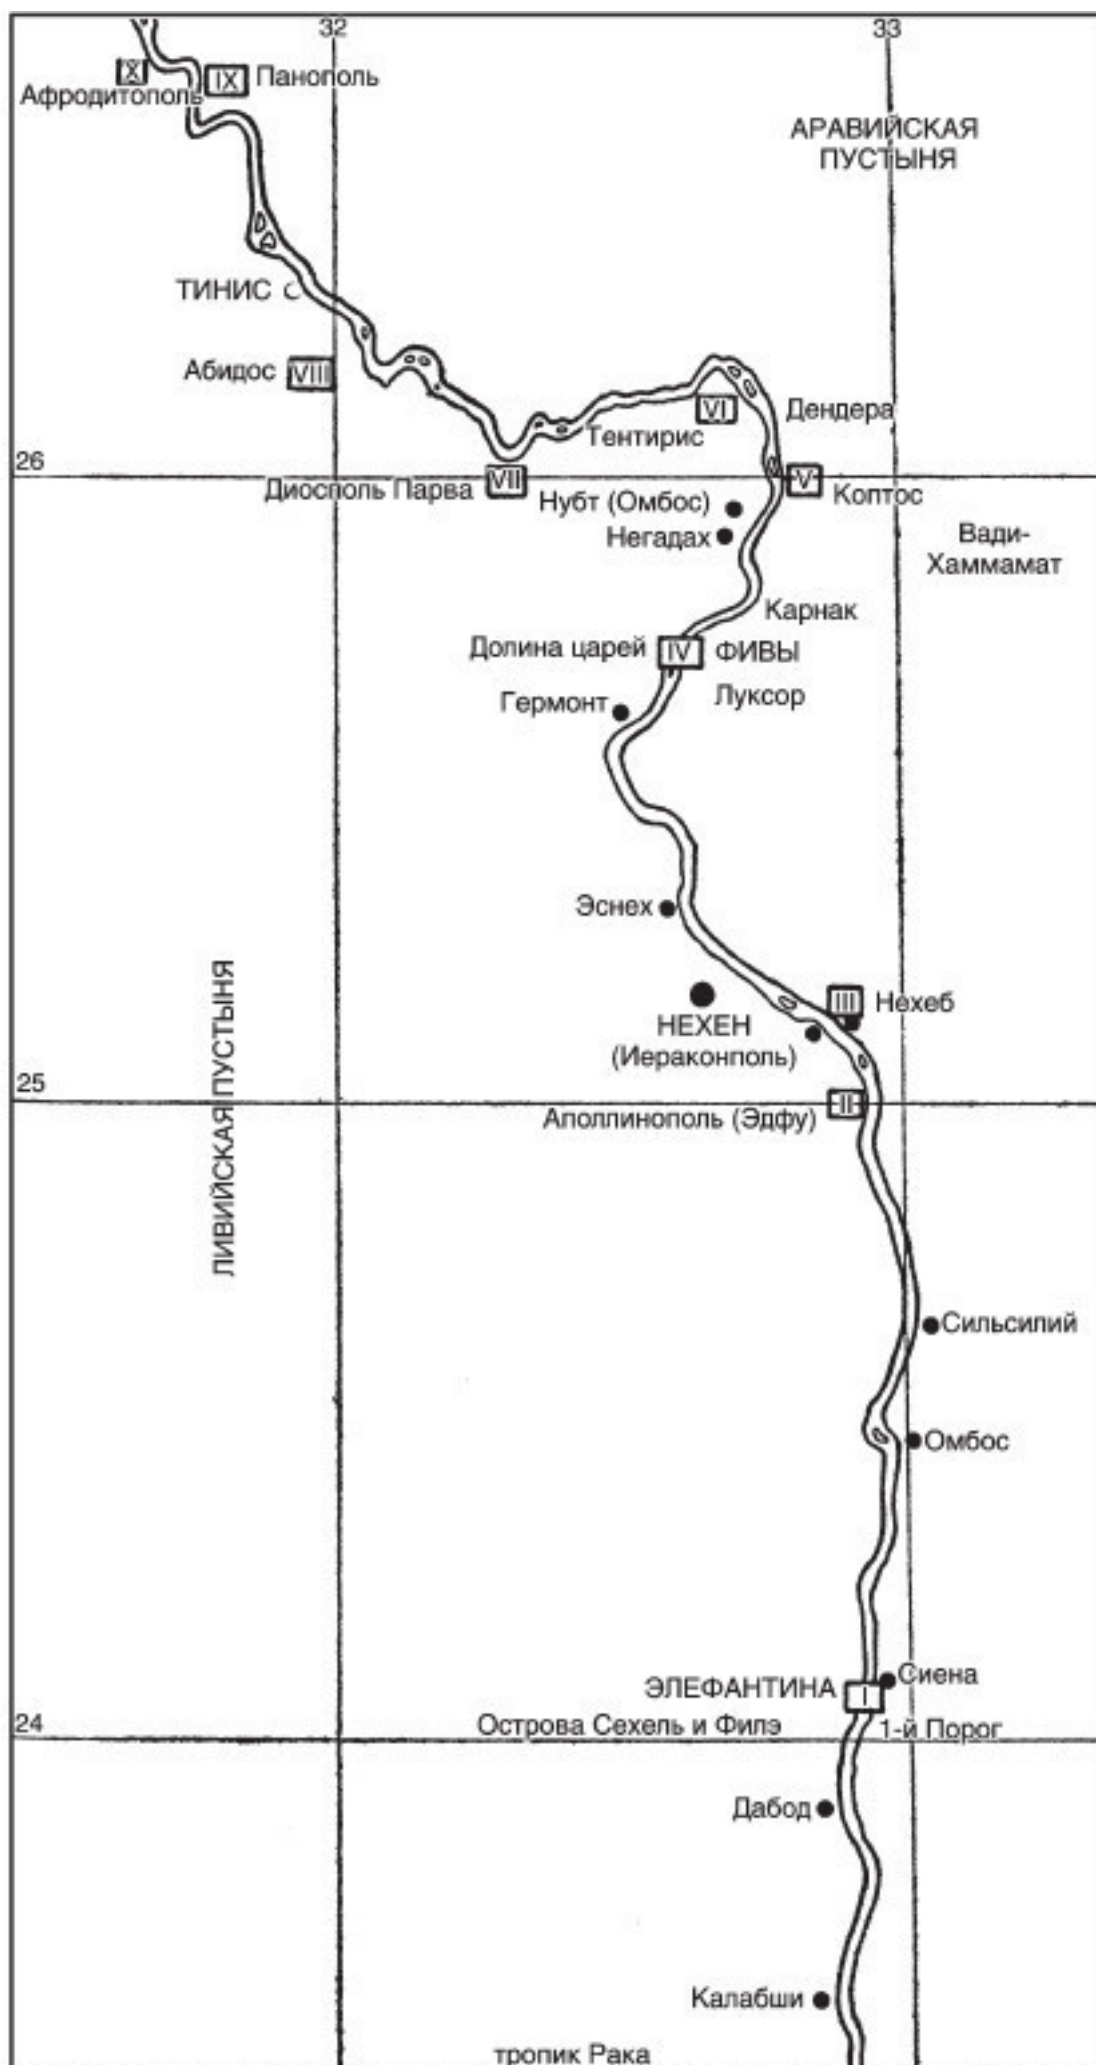 32
33
X
IX
Панополь
Афродитополь
АРАВИЙСКАЯ
ПУСТЫНЯ
ТИНИС
Абидос
VIII
VI
Дендера
Тентирис
26
Диосполь Парва
VII
V
Коптос
Нубт (Омбос)
Негадах
Вади-
Хаммамат
Карнак
Долина царей
IV
ФИВЫ
Луксор
Гермонт
Эснех
ЛИВИЙСКАЯ ПУСТЫНЯ
III
Нехеб
НЕХЕН
(Иераконполь)
25
II
Аполлинополь (Эдфу)
Сильсилий
Омбос
Сиена
ЭЛЕФАНТИНА
I
Острова Сехель и Филэ
1-й Порог
24
Дабод
Калабши
тропик Рака